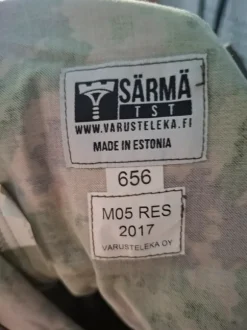 SÄRMÄ
TST
WWW.VARUSTELEKA.FI
MADE IN ESTONIA
656
M05 RES
2017
VARUSTELEKA OY